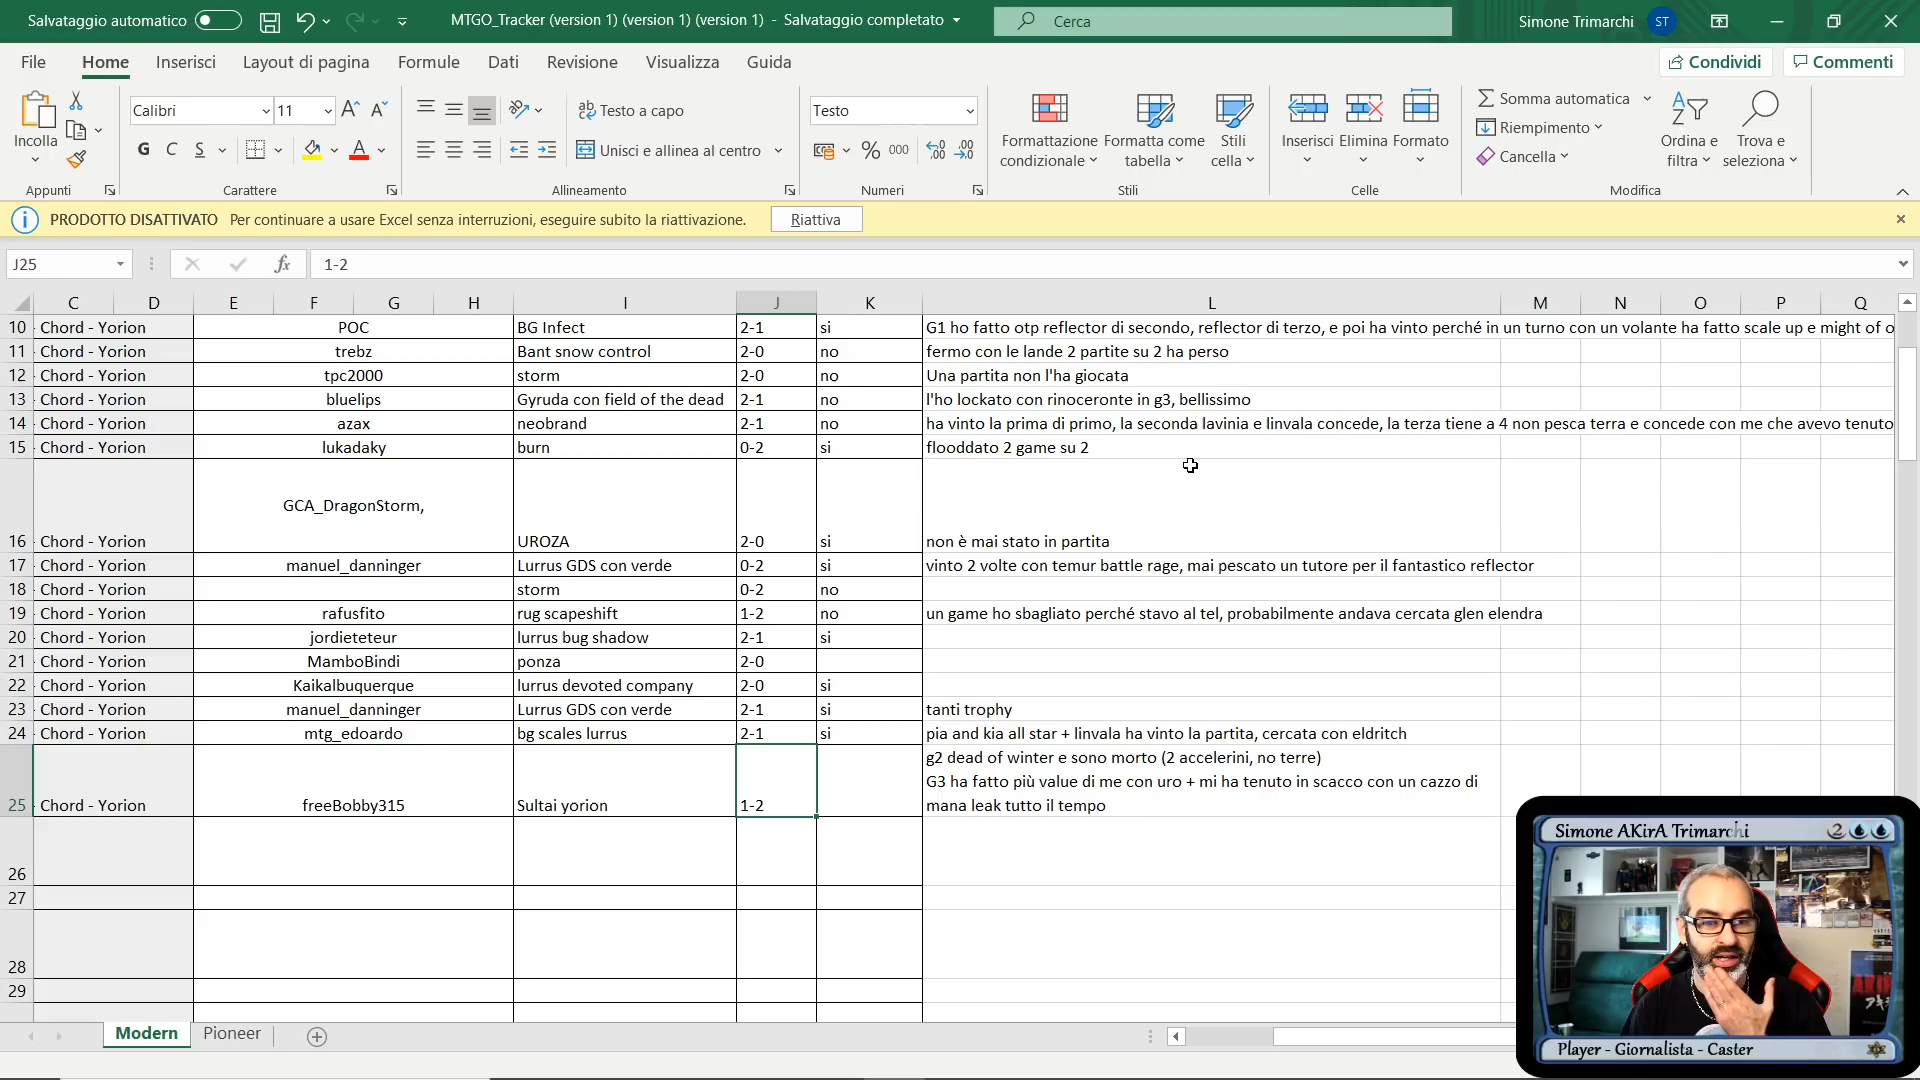 Salvataggio automatico
MTGO_Tracker (version 1) (version 1) (version 1) - Salvataggio completato
Cerca
Simone Trimarchi ST
File Home Inserisci Layout di pagina Formule Dati Revisione Visualizza Guida
Condividi Commenti
Incolla
Calibri 11
G C S
Testo a capo
Unisci e allinea al centro
Testo
% 000
Formattazione condizionale
Formatta come tabella
Stili cella
Inserisci Elimina Formato
Somma automatica
Riempimento
Cancella
Ordina e filtra
Trova e seleziona
Appunti Carattere Allineamento Numeri Stili Celle Modifica
PRODOTTO DISATTIVATO Per continuare a usare Excel senza interruzioni, eseguire subito la riattivazione. Riattiva
J25 fx 1-2
C D E F G H I J K L M N O P Q
10 Chord - Yorion POC BG Infect 2-1 si G1 ho fatto otp reflector di secondo, reflector di terzo, e poi ha vinto perché in un turno con un volante ha fatto scale up e might of o
11 Chord - Yorion trebz Bant snow control 2-0 no fermo con le lande 2 partite su 2 ha perso
12 Chord - Yorion tpc2000 storm 2-0 no Una partita non l'ha giocata
13 Chord - Yorion bluelips Gyruda con field of the dead 2-1 no l'ho lockato con rinoceronte in g3, bellissimo
14 Chord - Yorion azax neobrand 2-1 no ha vinto la prima di primo, la seconda lavinia e linvala concede, la terza tiene a 4 non pesca terra e concede con me che avevo tenuto
15 Chord - Yorion lukadaky burn 0-2 si flooddato 2 game su 2
GCA_DragonStorm,
16 Chord - Yorion UROZA 2-0 si non è mai stato in partita
17 Chord - Yorion manuel_danninger Lurrus GDS con verde 0-2 si vinto 2 volte con temur battle rage, mai pescato un tutore per il fantastico reflector
18 Chord - Yorion storm 0-2 no
19 Chord - Yorion rafusfito rug scapeshift 1-2 no un game ho sbagliato perché stavo al tel, probabilmente andava cercata glen elendra
20 Chord - Yorion jordieteteur lurrus bug shadow 2-1 si
21 Chord - Yorion MamboBindi ponza 2-0
22 Chord - Yorion Kaikalbuquerque lurrus devoted company 2-0 si
23 Chord - Yorion manuel_danninger Lurrus GDS con verde 2-1 si tanti trophy
24 Chord - Yorion mtg_edoardo bg scales lurrus 2-1 si pia and kia all star + linvala ha vinto la partita, cercata con eldritch
g2 dead of winter e sono morto (2 accelerini, no terre)
G3 ha fatto più value di me con uro + mi ha tenuto in scacco con un cazzo di
25 Chord - Yorion freeBobby315 Sultai yorion 1-2 mana leak tutto il tempo
26
27
28
29
Modern Pioneer
Simone AKirA Trimarchi 2
Player - Giornalista - Caster